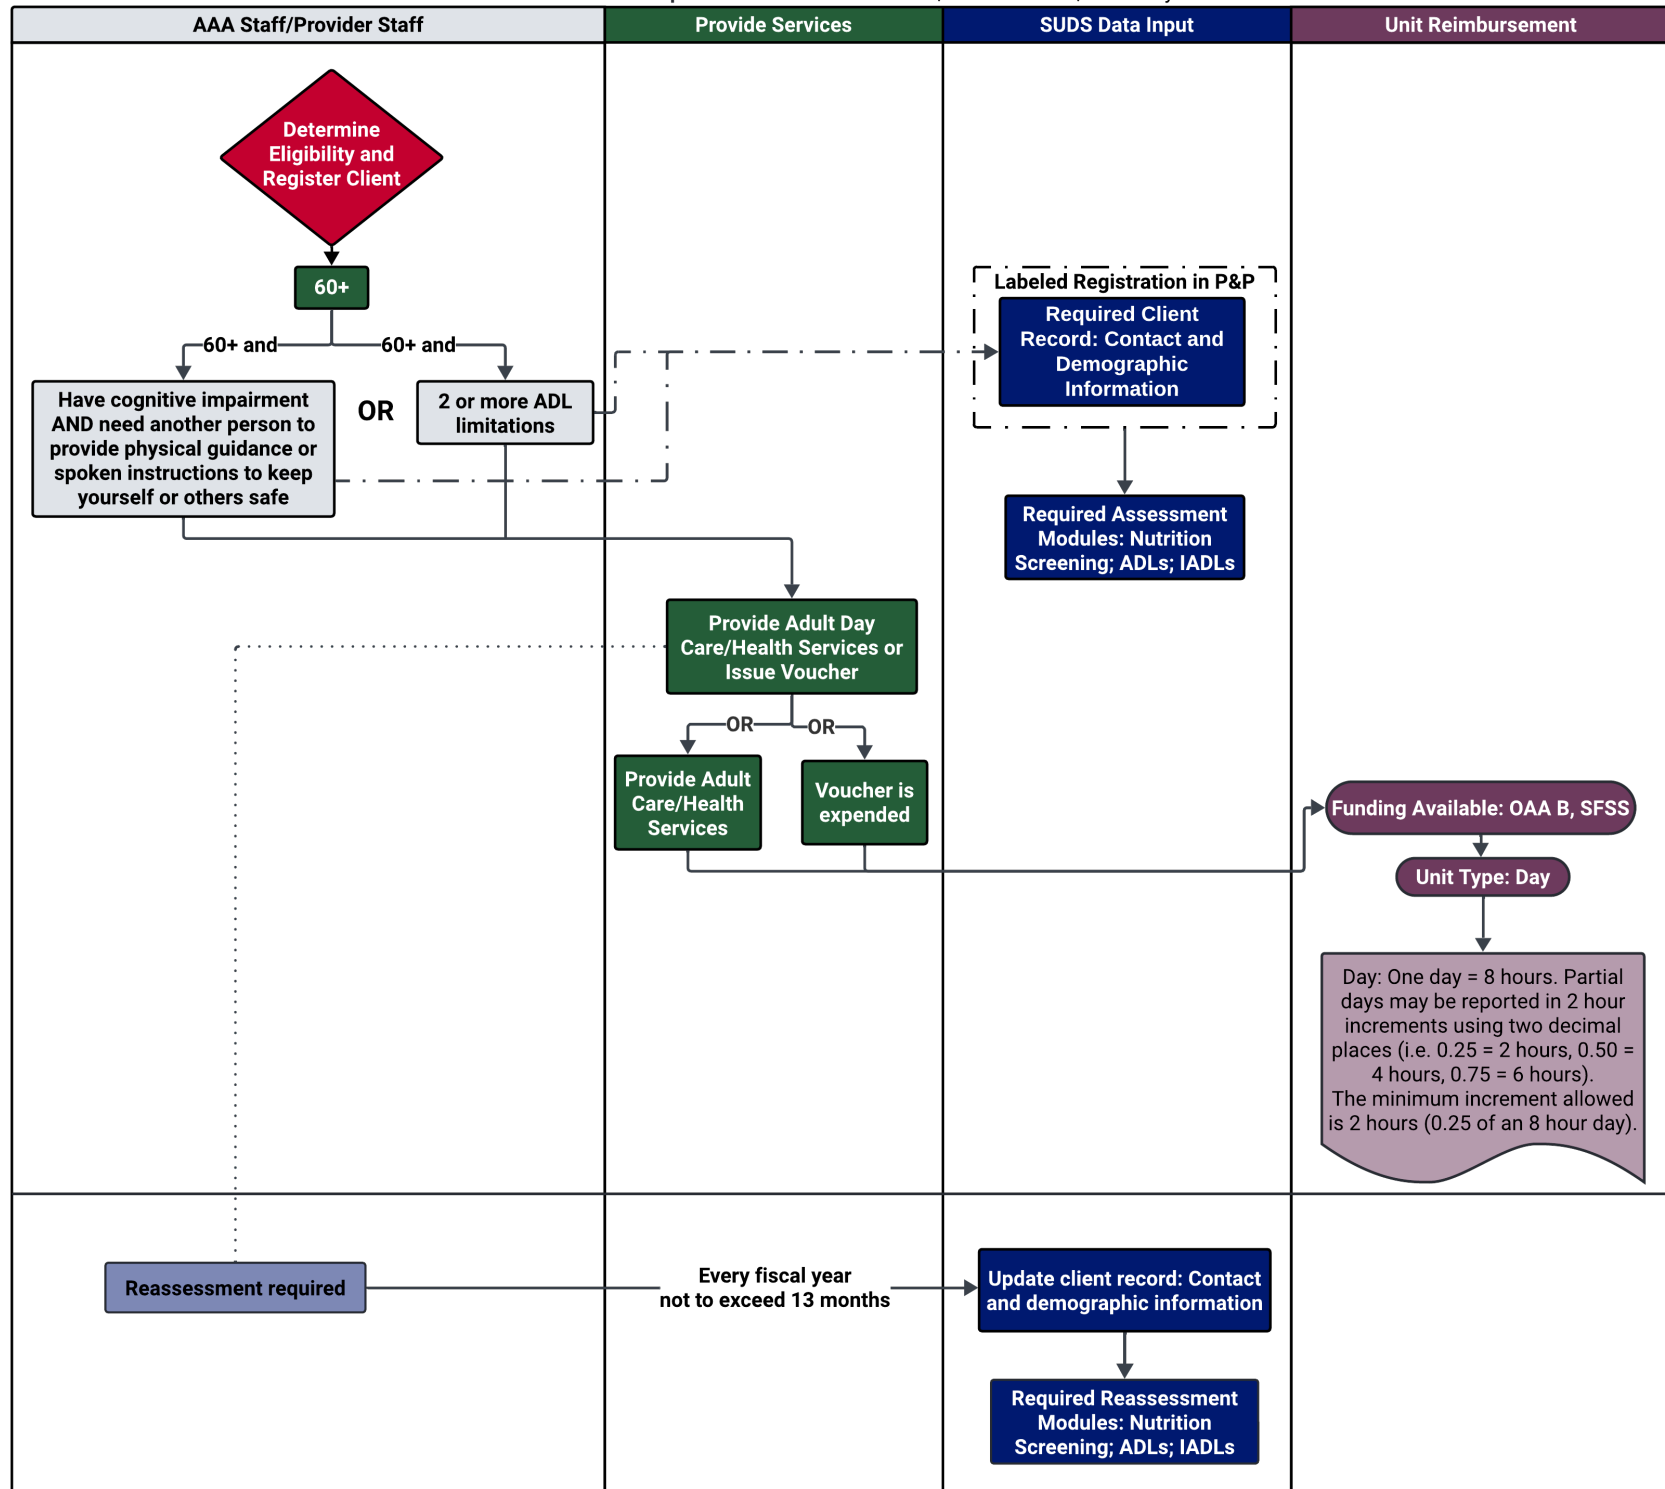 AAA Staff/Provider Staff
Provide Services
SUDS Data Input
Unit Reimbursement
Determine
Eligibility and
Register Client
60+
60+ and
60+ and
Have cognitive impairment
AND need another person to
provide physical guidance or
spoken instructions to keep
yourself or others safe
OR
2 or more ADL
limitations
Labeled Registration in P&P
Required Client
Record: Contact and
Demographic
Information
Required Assessment
Modules: Nutrition
Screening; ADLs; IADLs
Provide Adult Day
Care/Health Services or
Issue Voucher
OR
OR
Provide Adult
Care/Health
Services
Voucher is
expended
Funding Available: OAA B, SFSS
Unit Type: Day
Day: One day = 8 hours. Partial
days may be reported in 2 hour
increments using two decimal
places (i.e. 0.25 = 2 hours, 0.50 =
4 hours, 0.75 = 6 hours).
The minimum increment allowed
is 2 hours (0.25 of an 8 hour day).
Reassessment required
Every fiscal year
not to exceed 13 months
Update client record: Contact
and demographic information
Required Reassessment
Modules: Nutrition
Screening; ADLs; IADLs